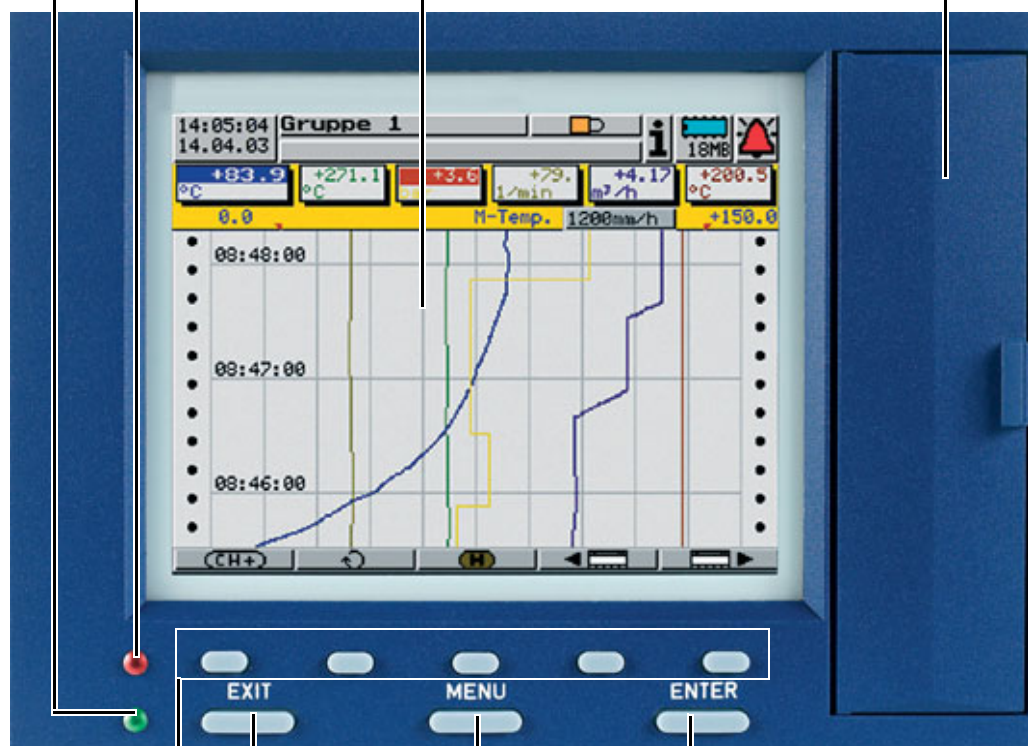 14:05:04 Gruppe 1
14.04.03 i 18MB
+83.9 +271.1 +3.6 +79. +4.17 +200.5
°C °C bar l/min m³/h °C
0.0 M-Temp. 1200mm/h +150.0
08:48:00
08:47:00
08:46:00
(CH+) (H)
EXIT MENU ENTER